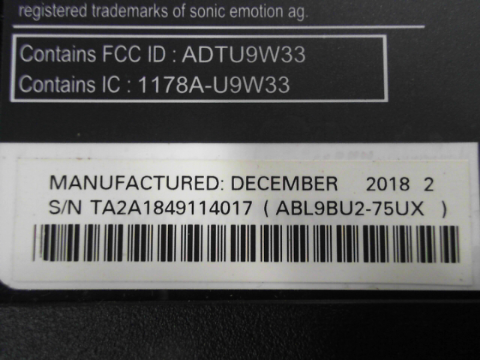 registered trademarks of sonic emotion ag.
Contains FCC ID : ADTU9W33
Contains IC : 1178A-U9W33
MANUFACTURED: DECEMBER 2018 2
S/N TA2A1849114017 ( ABL9BU2-75UX )